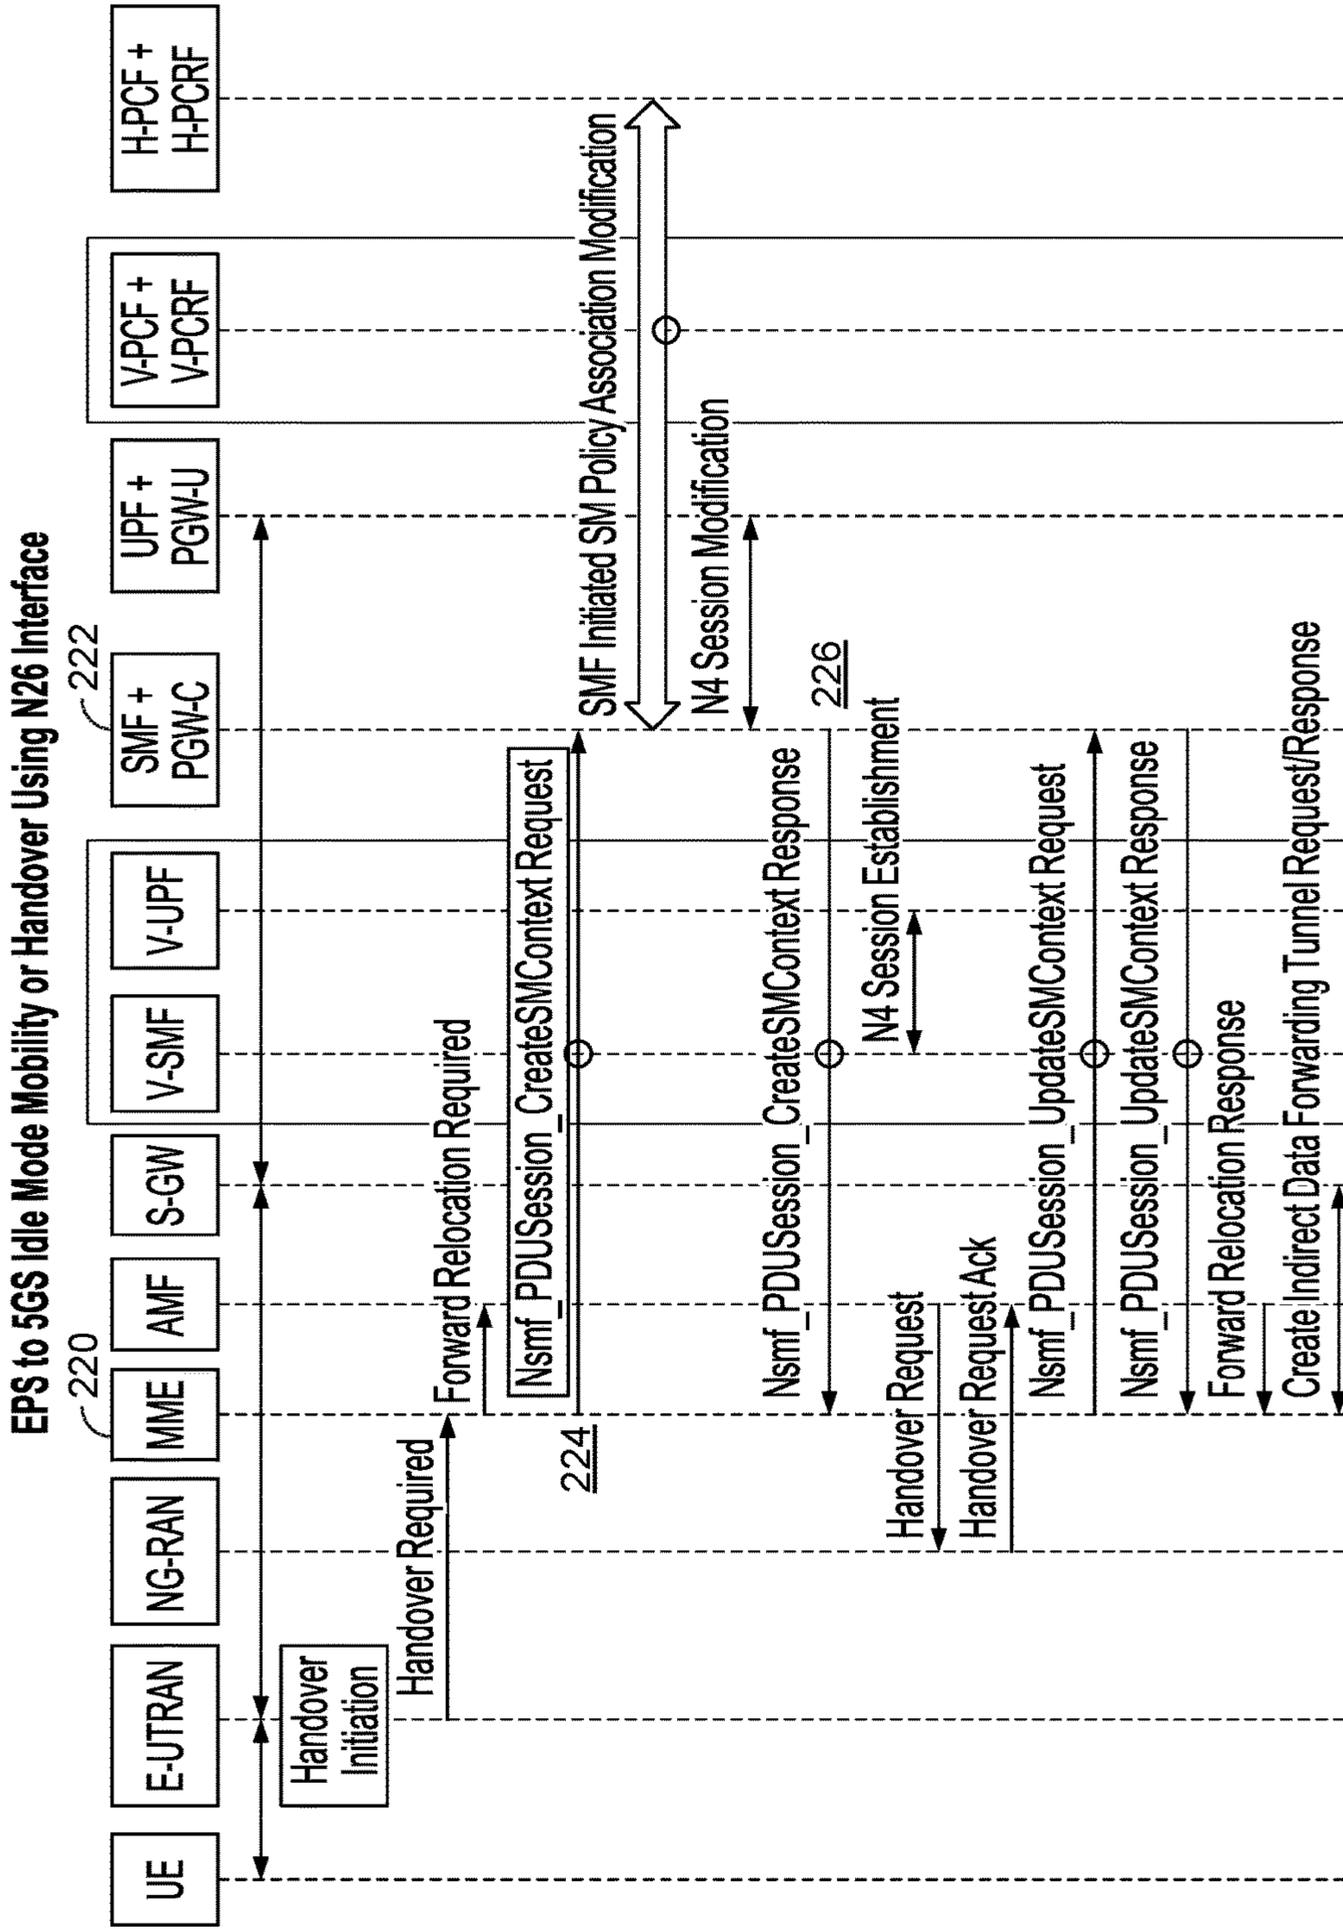 EPS to 5GS Idle Mode Mobility or Handover Using N26 Interface
220
222
UE
E-UTRAN
NG-RAN
MME
AMF
S-GW
V-SMF
V-UPF
SMF +
PGW-C
UPF +
PGW-U
V-PCF +
V-PCRF
H-PCF +
H-PCRF
Handover
Initiation
Handover Required
Forward Relocation Required
Nsmf_PDUSession_CreateSMContext Request
224
SMF Initiated SM Policy Association Modification
N4 Session Modification
Nsmf_PDUSession_CreateSMContext Response
226
N4 Session Establishment
Handover Request
Handover Request Ack
Nsmf_PDUSession_UpdateSMContext Request
Nsmf_PDUSession_UpdateSMContext Response
Forward Relocation Response
Create Indirect Data Forwarding Tunnel Request/Response